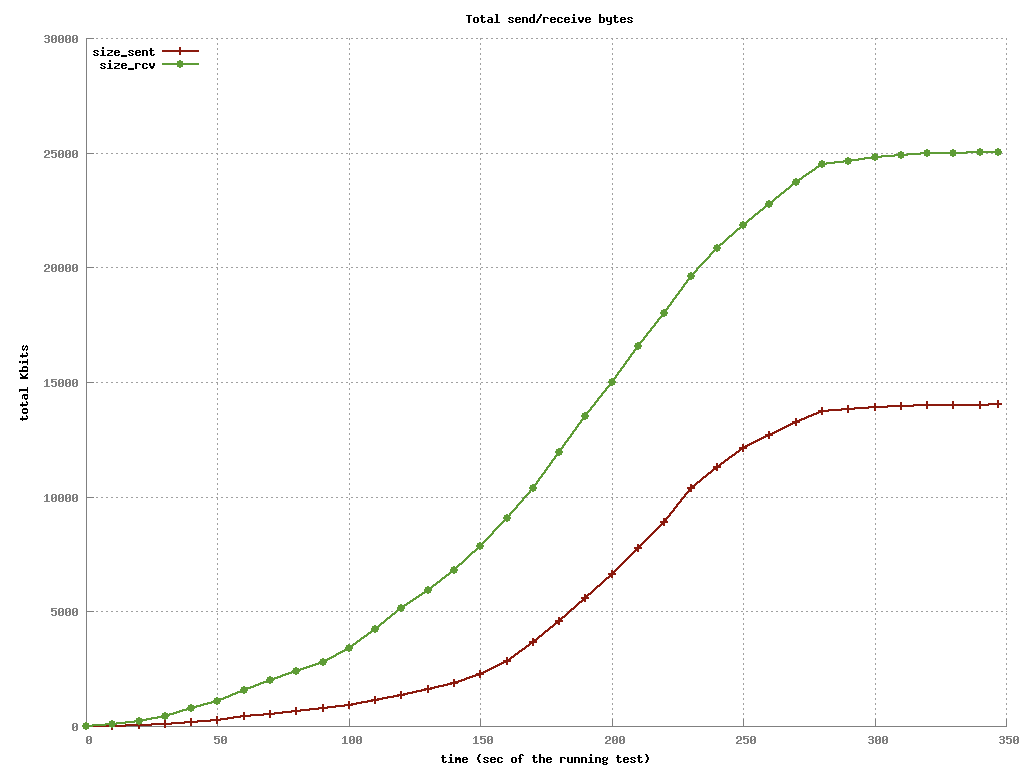 Total send/receive bytes
30000
size_sent
size_rcv
25000
20000
15000
total Kbits
10000
5000
0
0 50 100 150 200 250 300 350
time (sec of the running test)